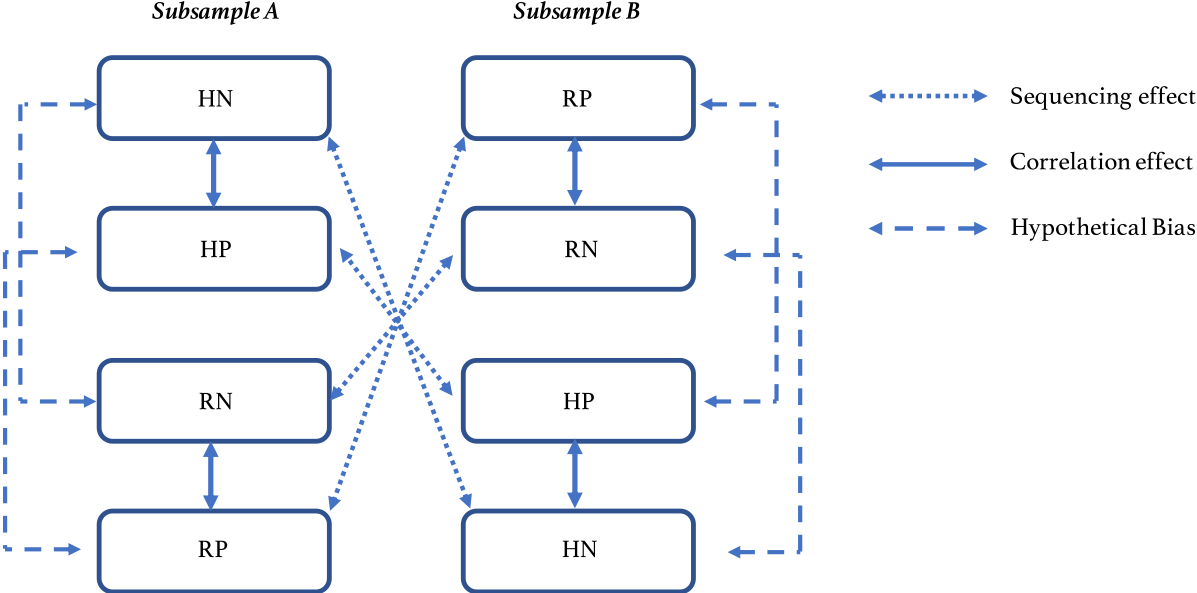 Subsample A
Subsample B
HN
RP
Sequencing effect
Correlation effect
Hypothetical Bias
HP
RN
RN
HP
RP
HN